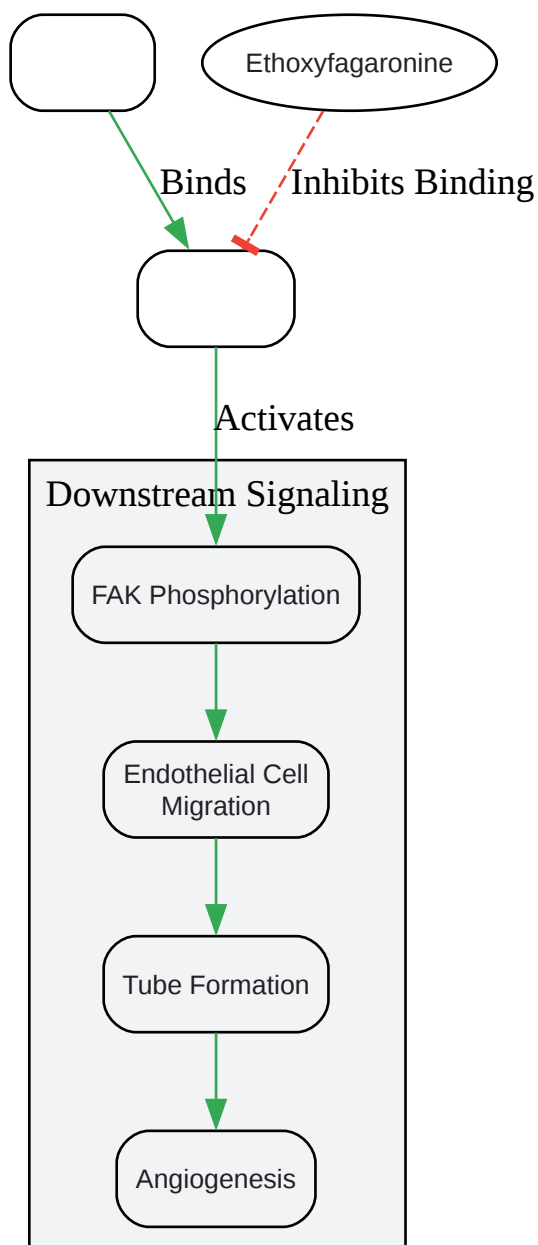 Ethoxyfagaronine
Binds
Inhibits Binding
Activates
Downstream Signaling
FAK Phosphorylation
Endothelial Cell
Migration
Tube Formation
Angiogenesis